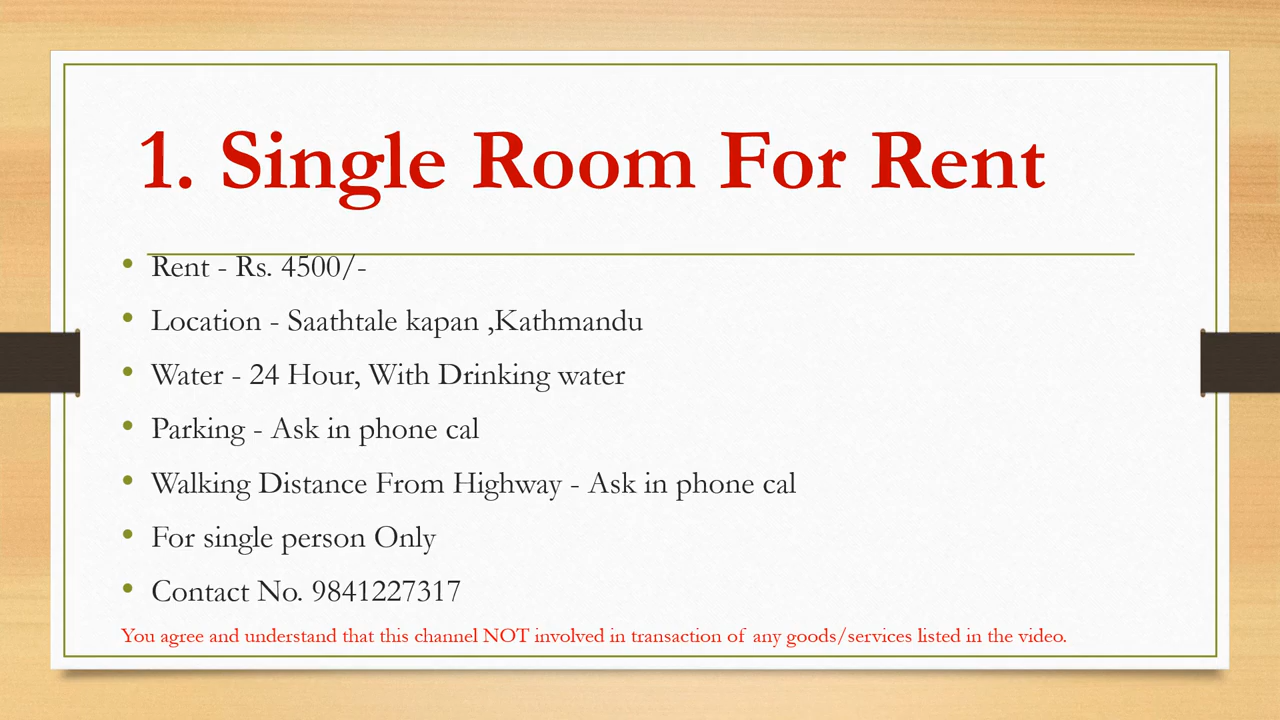 1. Single Room For Rent
• Rent - Rs. 4500/-
• Location - Saathtale kapan ,Kathmandu
• Water - 24 Hour, With Drinking water
• Parking - Ask in phone cal
• Walking Distance From Highway - Ask in phone cal
• For single person Only
• Contact No. 9841227317
You agree and understand that this channel NOT involved in transaction of any goods/services listed in the video.